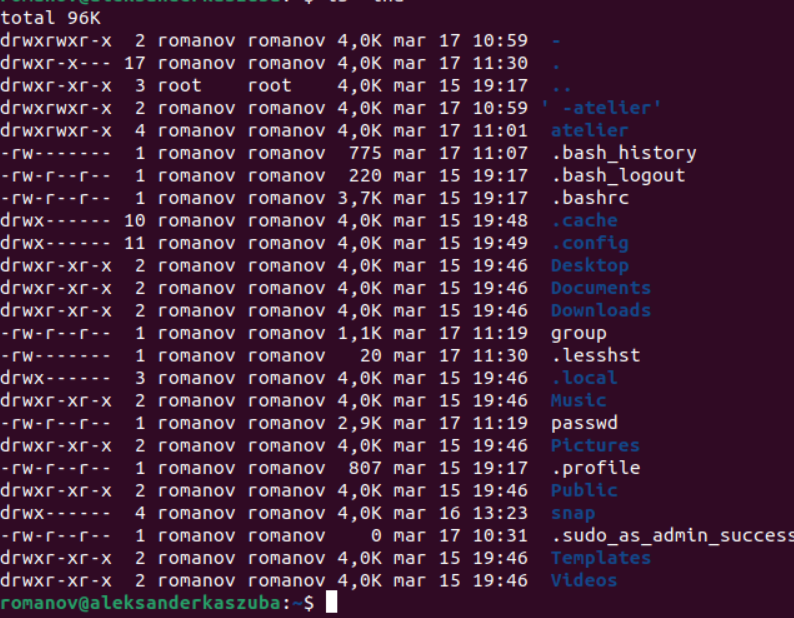 total 96K
drwxrwxr-x  2 romanov romanov 4,0K mar 17 10:59  -
drwxr-x--- 17 romanov romanov 4,0K mar 17 11:30  .
drwxr-xr-x  3 root    root    4,0K mar 15 19:17  ..
drwxrwxr-x  2 romanov romanov 4,0K mar 17 10:59 ' -atelier'
drwxrwxr-x  4 romanov romanov 4,0K mar 17 11:01  atelier
-rw-------  1 romanov romanov  775 mar 17 11:07  .bash_history
-rw-r--r--  1 romanov romanov  220 mar 15 19:17  .bash_logout
-rw-r--r--  1 romanov romanov 3,7K mar 15 19:17  .bashrc
drwx------ 10 romanov romanov 4,0K mar 15 19:48  .cache
drwx------ 11 romanov romanov 4,0K mar 15 19:49  .config
drwxr-xr-x  2 romanov romanov 4,0K mar 15 19:46  Desktop
drwxr-xr-x  2 romanov romanov 4,0K mar 15 19:46  Documents
drwxr-xr-x  2 romanov romanov 4,0K mar 15 19:46  Downloads
-rw-r--r--  1 romanov romanov 1,1K mar 17 11:19  group
-rw-------  1 romanov romanov   20 mar 17 11:30  .lesshst
drwx------  3 romanov romanov 4,0K mar 15 19:46  .local
drwxr-xr-x  2 romanov romanov 4,0K mar 15 19:46  Music
-rw-r--r--  1 romanov romanov 2,9K mar 17 11:19  passwd
drwxr-xr-x  2 romanov romanov 4,0K mar 15 19:46  Pictures
-rw-r--r--  1 romanov romanov  807 mar 15 19:17  .profile
drwxr-xr-x  2 romanov romanov 4,0K mar 15 19:46  Public
drwx------  4 romanov romanov 4,0K mar 16 13:23  snap
-rw-r--r--  1 romanov romanov    0 mar 17 10:31  .sudo_as_admin_success
drwxr-xr-x  2 romanov romanov 4,0K mar 15 19:46  Templates
drwxr-xr-x  2 romanov romanov 4,0K mar 15 19:46  Videos
romanov@aleksanderkaszuba:~$